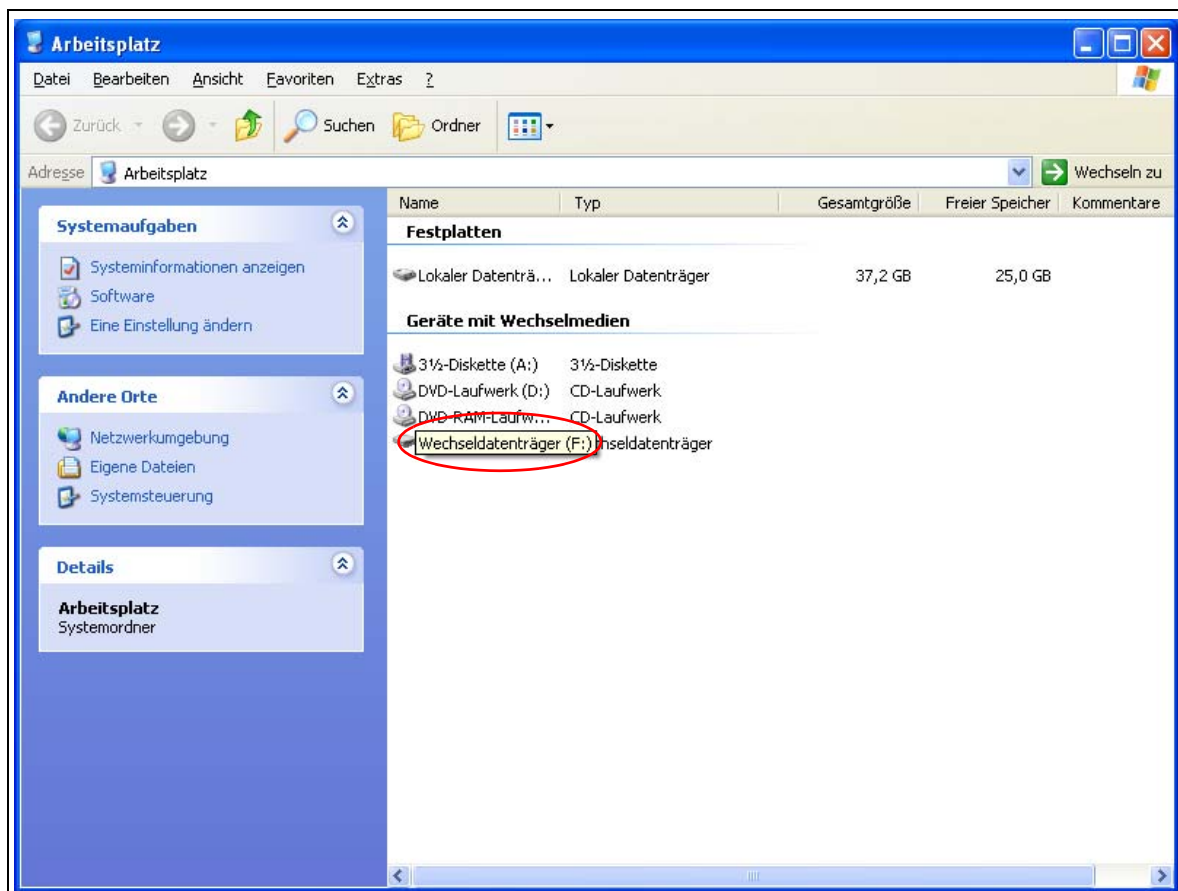 Arbeitsplatz
Datei Bearbeiten Ansicht Favoriten Extras ?
Zurück Suchen Ordner
Adresse Arbeitsplatz Wechseln zu
Systemaufgaben
Systeminformationen anzeigen
Software
Eine Einstellung ändern
Andere Orte
Netzwerkumgebung
Eigene Dateien
Systemsteuerung
Details
Arbeitsplatz
Systemordner
Name Typ Gesamtgröße Freier Speicher Kommentare
Festplatten
Lokaler Datenträ... Lokaler Datenträger 37,2 GB 25,0 GB
Geräte mit Wechselmedien
3½-Diskette (A:) 3½-Diskette
DVD-Laufwerk (D:) CD-Laufwerk
DVD-RAM-Laufw... CD-Laufwerk
Wechseldatenträger (F:) hseldatenträger